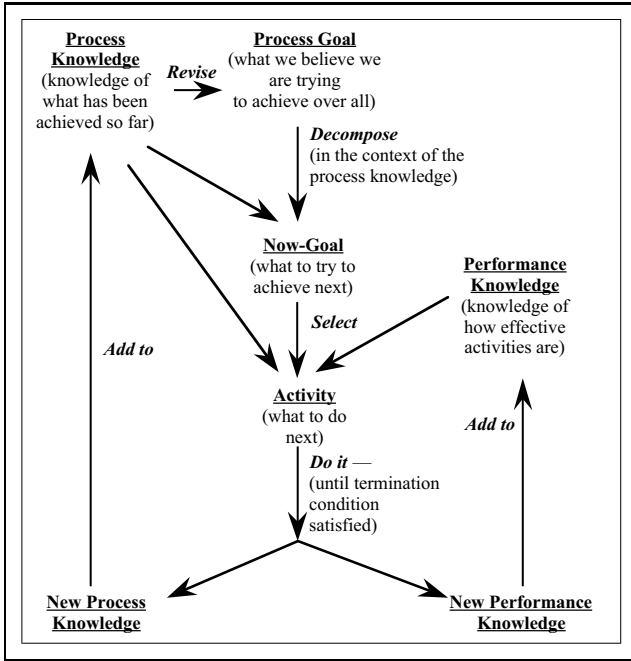 Process
Knowledge
(knowledge of
what has been
achieved so far)
Revise
Process Goal
(what we believe we
are trying
to achieve over all)
Decompose
(in the context of the
process knowledge)
Now-Goal
(what to try to
achieve next)
Performance
Knowledge
(knowledge of
how effective
activities are)
Select
Add to
Activity
(what to do
next)
Add to
Do it —
(until termination
condition
satisfied)
New Process
Knowledge
New Performance
Knowledge